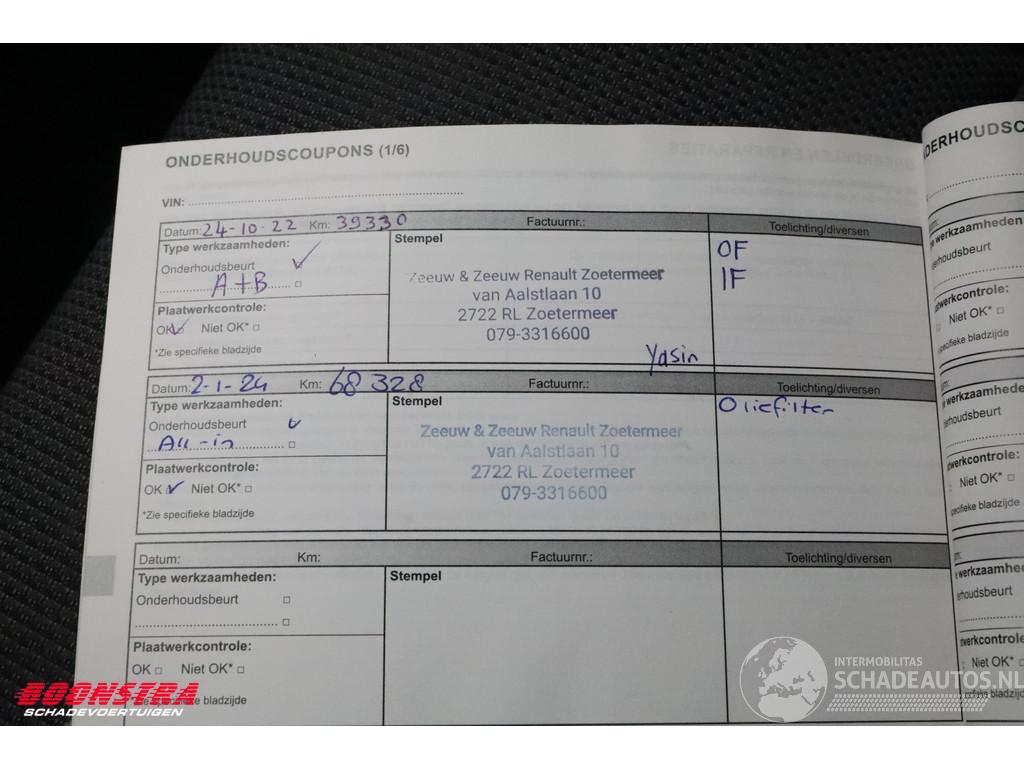 ONDERHOUDSCOUPONS (1/6)
VIN:
Datum: 24-10-22 Km: 39330 Factuurnr.: Toelichting/diversen
Type werkzaamheden:
Onderhoudsbeurt
A+B
Plaatwerkcontrole:
OK Niet OK*
*Zie specifieke bladzijde
Stempel
Zeeuw & Zeeuw Renault Zoetermeer
van Aalstlaan 10
2722 RL Zoetermeer
079-3316600
Yasin
OF
IF
Datum: 2-1-24 Km: 68328 Factuurnr.: Toelichting/diversen
Type werkzaamheden:
Onderhoudsbeurt
All-in
Plaatwerkcontrole:
OK Niet OK*
*Zie specifieke bladzijde
Stempel
Zeeuw & Zeeuw Renault Zoetermeer
van Aalstlaan 10
2722 RL Zoetermeer
079-3316600
Oliefilter
Datum: Km: Factuurnr.: Toelichting/diversen
Type werkzaamheden:
Onderhoudsbeurt
Plaatwerkcontrole:
OK Niet OK*
*Zie specifieke bladzijde
Stempel
BOONSTRA
SCHADEVOERTUIGEN
INTERMOBILITAS
SCHADEAUTOS.NL